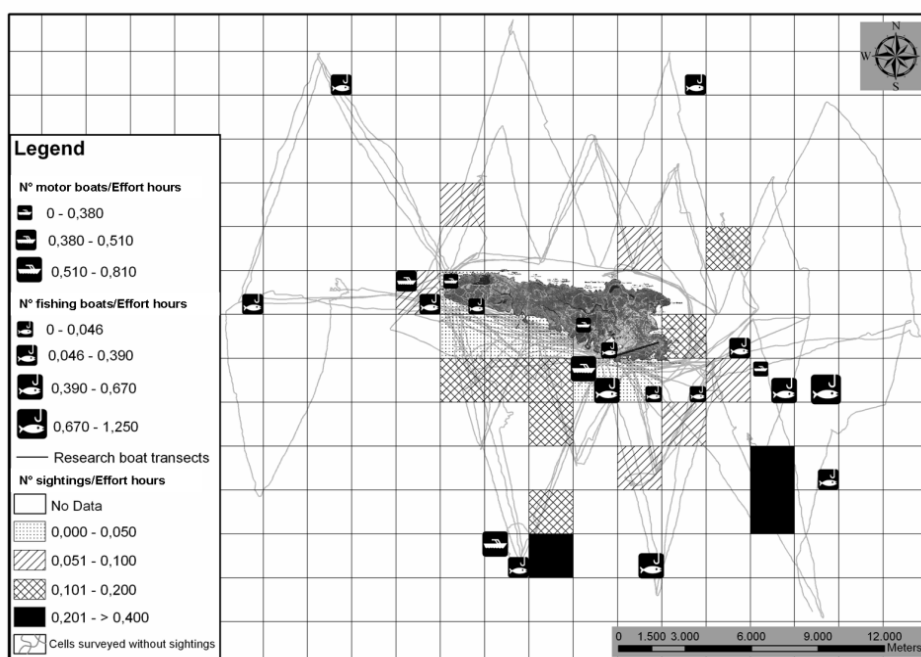 N
W
E
S
Legend
N° motor boats/Effort hours
0 - 0,380
0,380 - 0,510
0,510 - 0,810
N° fishing boats/Effort hours
0 - 0,046
0,046 - 0,390
0,390 - 0,670
0,670 - 1,250
Research boat transects
N° sightings/Effort hours
No Data
0,000 - 0,050
0,051 - 0,100
0,101 - 0,200
0,201 - > 0,400
Cells surveyed without sightings
0 1.500 3.000 6.000 9.000 12.000
Meters